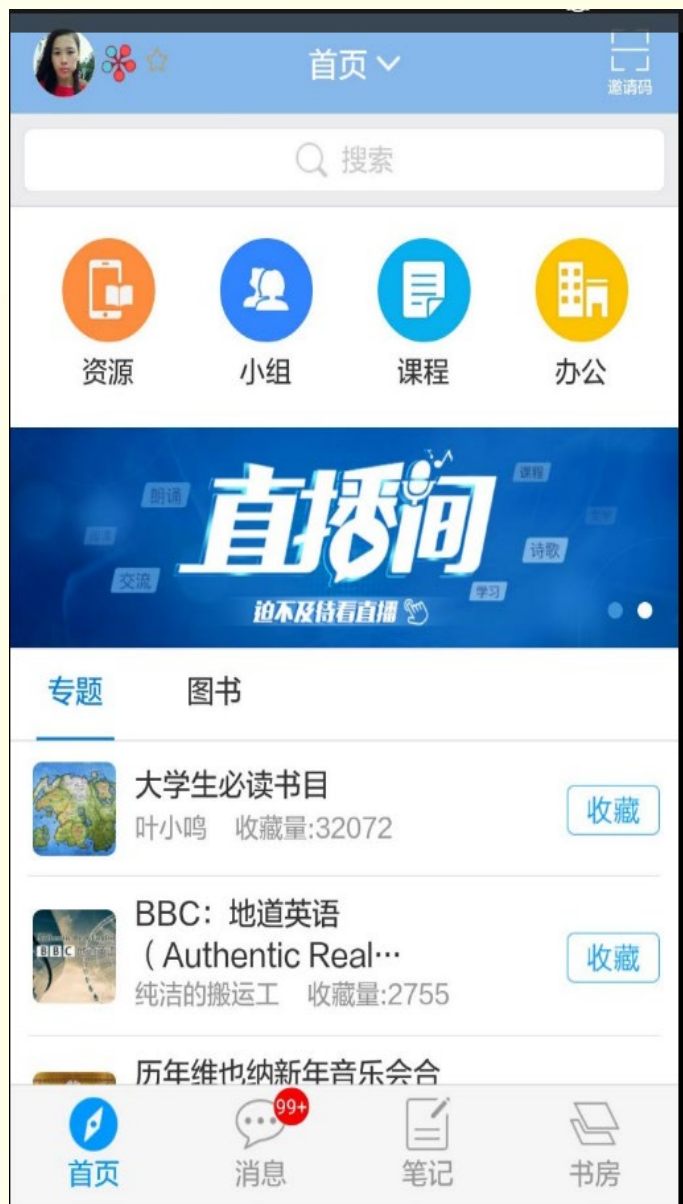 首页
邀请码
搜索
资源
小组
课程
办公
朗诵
课程
直播间
交流
诗歌
学习
迫不及待看直播
专题
图书
大学生必读书目
叶小鸣 收藏量:32072
收藏
BBC：地道英语
（Authentic Real…
纯洁的搬运工 收藏量:2755
收藏
BBC
历年维也纳新年音乐会合
99+
首页
消息
笔记
书房